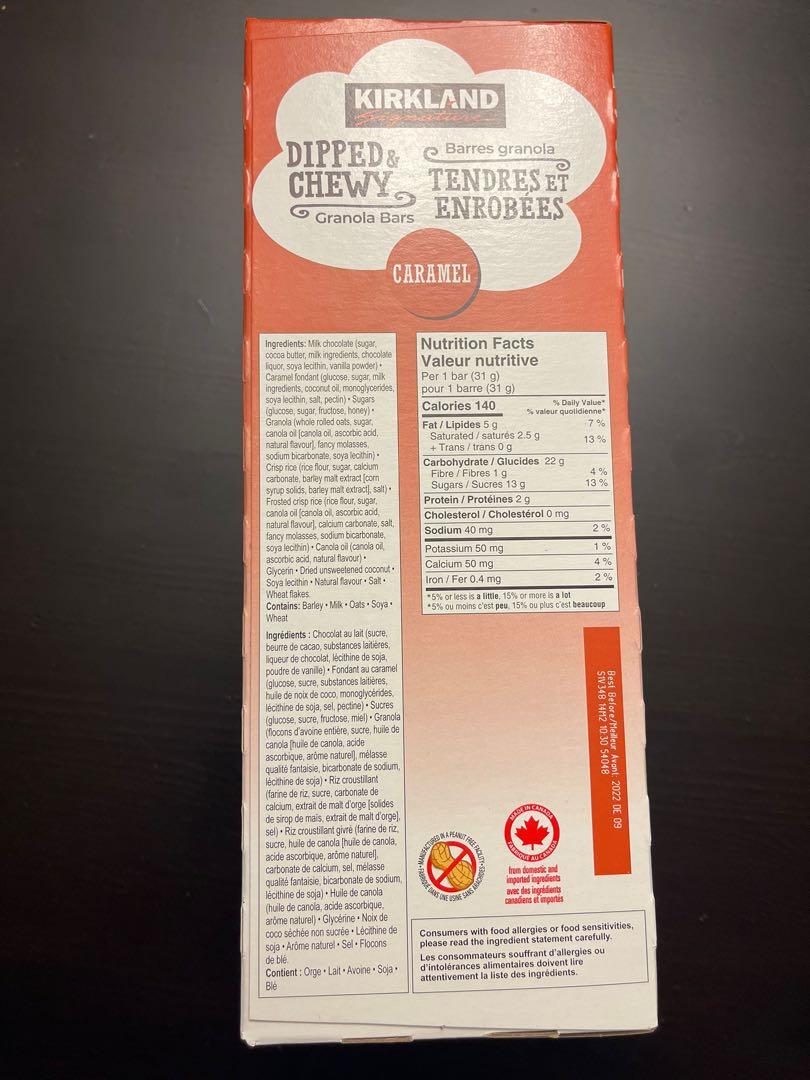 KIRKLAND
Signature
DIPPED &
CHEWY
Granola Bars
Barres granola
TENDRES ET
ENROBÉES
CARAMEL
Ingredients: Milk chocolate (sugar,
cocoa butter, milk ingredients, chocolate
liquor, soya lecithin, vanilla powder) •
Caramel fondant (glucose, sugar, milk
ingredients, coconut oil, monoglycerides,
soya lecithin, salt, pectin) • Sugars
(glucose, sugar, fructose, honey) •
Granola (whole rolled oats, sugar,
canola oil [canola oil, ascorbic acid,
natural flavour], fancy molasses,
sodium bicarbonate, soya lecithin) •
Crisp rice (rice flour, sugar, calcium
carbonate, barley malt extract [corn
syrup solids, barley malt extract], salt) •
Frosted crisp rice (rice flour, sugar,
canola oil [canola oil, ascorbic acid,
natural flavour], calcium carbonate, salt,
fancy molasses, sodium bicarbonate,
soya lecithin) • Canola oil (canola oil,
ascorbic acid, natural flavour) •
Glycerin • Dried unsweetened coconut •
Soya lecithin • Natural flavour • Salt •
Wheat flakes.
Contains: Barley • Milk • Oats • Soya •
Wheat
Ingrédients : Chocolat au lait (sucre,
beurre de cacao, substances laitières,
liqueur de chocolat, lécithine de soja,
poudre de vanille) • Fondant au caramel
(glucose, sucre, substances laitières,
huile de noix de coco, monoglycérides,
lécithine de soja, sel, pectine) • Sucres
(glucose, sucre, fructose, miel) • Granola
(flocons d'avoine entière, sucre, huile de
canola [huile de canola, acide
ascorbique, arôme naturel], mélasse
qualité fantaisie, bicarbonate de sodium,
lécithine de soja) • Riz croustillant
(farine de riz, sucre, carbonate de
calcium, extrait de malt d'orge [solides
de sirop de maïs, extrait de malt d'orge],
sel) • Riz croustillant givré (farine de riz,
sucre, huile de canola [huile de canola,
acide ascorbique, arôme naturel],
carbonate de calcium, sel, mélasse
qualité fantaisie, bicarbonate de sodium,
lécithine de soja) • Huile de canola
(huile de canola, acide ascorbique,
arôme naturel) • Glycérine • Noix de
coco séchée non sucrée • Lécithine de
soja • Arôme naturel • Sel • Flocons
de blé.
Contient : Orge • Lait • Avoine • Soja •
Blé
Nutrition Facts
Valeur nutritive
Per 1 bar (31 g)
pour 1 barre (31 g)
Calories 140
% Daily Value*
% valeur quotidienne*
Fat / Lipides 5 g 7 %
Saturated / saturés 2.5 g
+ Trans / trans 0 g 13 %
Carbohydrate / Glucides 22 g
Fibre / Fibres 1 g 4 %
Sugars / Sucres 13 g 13 %
Protein / Protéines 2 g
Cholesterol / Cholestérol 0 mg
Sodium 40 mg 2 %
Potassium 50 mg 1 %
Calcium 50 mg 4 %
Iron / Fer 0.4 mg 2 %
*5% or less is a little, 15% or more is a lot
*5% ou moins c'est peu, 15% ou plus c'est beaucoup
Best Before/Meilleur Avant: 2022 DE 09
S1V348 14M2 10:30 54048
MANUFACTURED IN A PEANUT FREE FACILITY •
FABRIQUÉ DANS UNE USINE SANS ARACHIDES •
MADE IN CANADA
FABRIQUÉ AU CANADA
from domestic and
imported ingredients
avec des ingrédients
canadiens et importés
Consumers with food allergies or food sensitivities,
please read the ingredient statement carefully.
Les consommateurs souffrant d'allergies ou
d'intolérances alimentaires doivent lire
attentivement la liste des ingrédients.